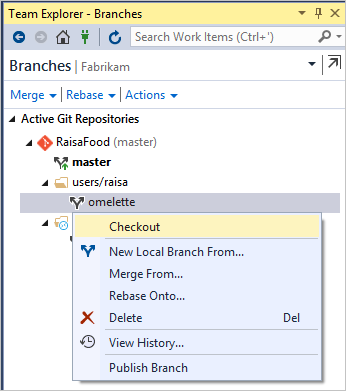 Team Explorer - Branches
Search Work Items (Ctrl+')
Branches | Fabrikam
Merge Rebase Actions
Active Git Repositories
RaisaFood (master)
master
users/raisa
omelette
Checkout
New Local Branch From...
Merge From...
Rebase Onto...
Delete Del
View History...
Publish Branch